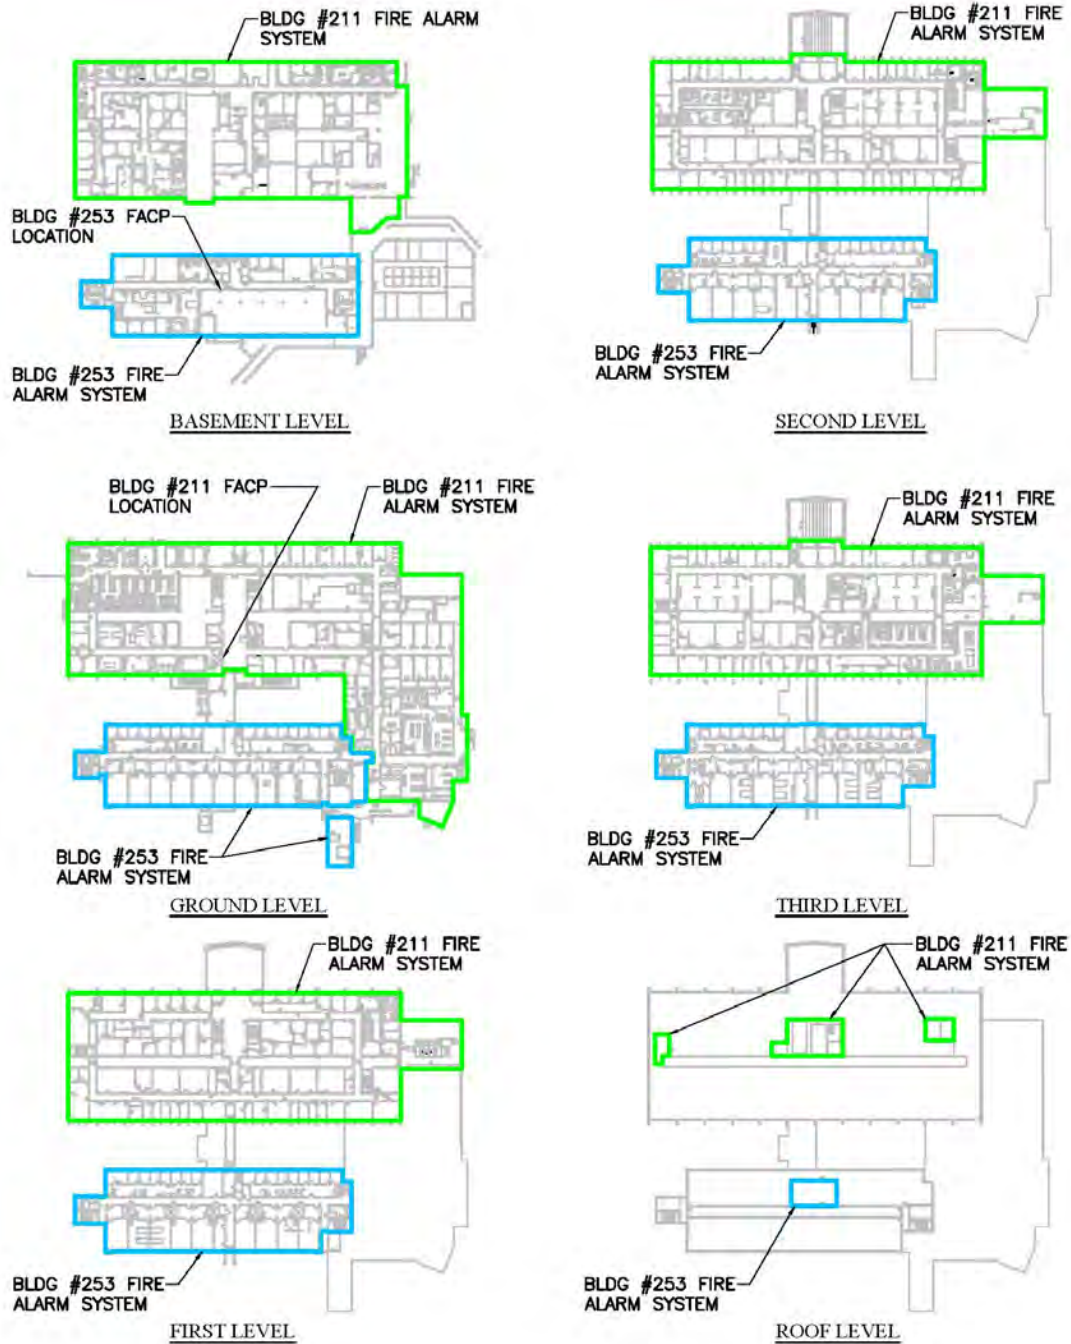 BLDG #211 FIRE ALARM
SYSTEM
BLDG #253 FACP
LOCATION
BLDG #253 FIRE
ALARM SYSTEM
BASEMENT LEVEL
BLDG #211 FIRE
ALARM SYSTEM
BLDG #253 FIRE
ALARM SYSTEM
SECOND LEVEL
BLDG #211 FACP
LOCATION
BLDG #211 FIRE
ALARM SYSTEM
BLDG #253 FIRE
ALARM SYSTEM
GROUND LEVEL
BLDG #211 FIRE
ALARM SYSTEM
BLDG #253 FIRE
ALARM SYSTEM
THIRD LEVEL
BLDG #211 FIRE
ALARM SYSTEM
BLDG #253 FIRE
ALARM SYSTEM
FIRST LEVEL
BLDG #211 FIRE
ALARM SYSTEM
BLDG #253 FIRE
ALARM SYSTEM
ROOF LEVEL